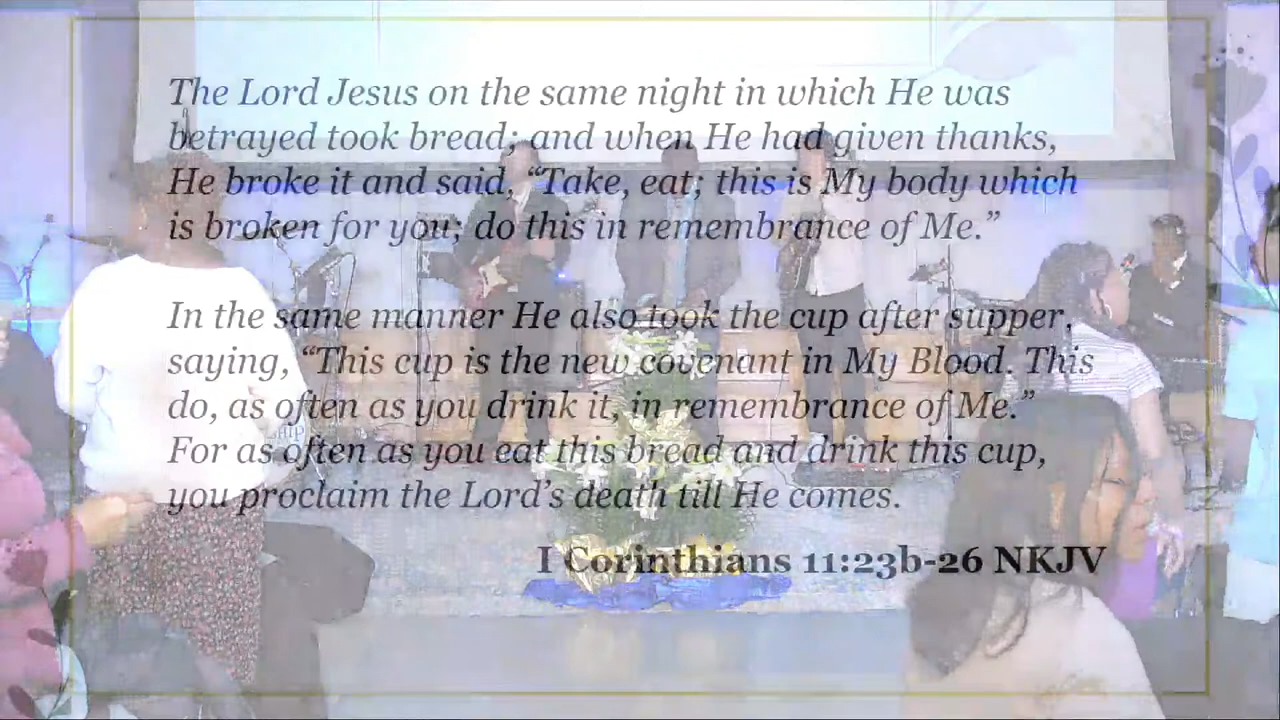 The Lord Jesus on the same night in which He was
betrayed took bread; and when He had given thanks,
He broke it and said, “Take, eat; this is My body which
is broken for you; do this in remembrance of Me.”
In the same manner He also took the cup after supper,
saying, “This cup is the new covenant in My Blood. This
do, as often as you drink it, in remembrance of Me.”
For as often as you eat this bread and drink this cup,
you proclaim the Lord’s death till He comes.
I Corinthians 11:23b-26 NKJV